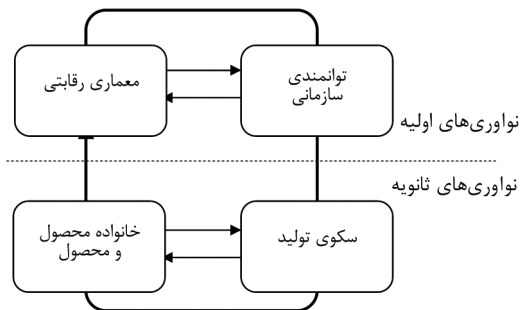 توانمندی
سازمانی
معماری رقابتی
نوآوری‌های اولیه
نوآوری‌های ثانویه
سکوی تولید
خانواده محصول
و محصول